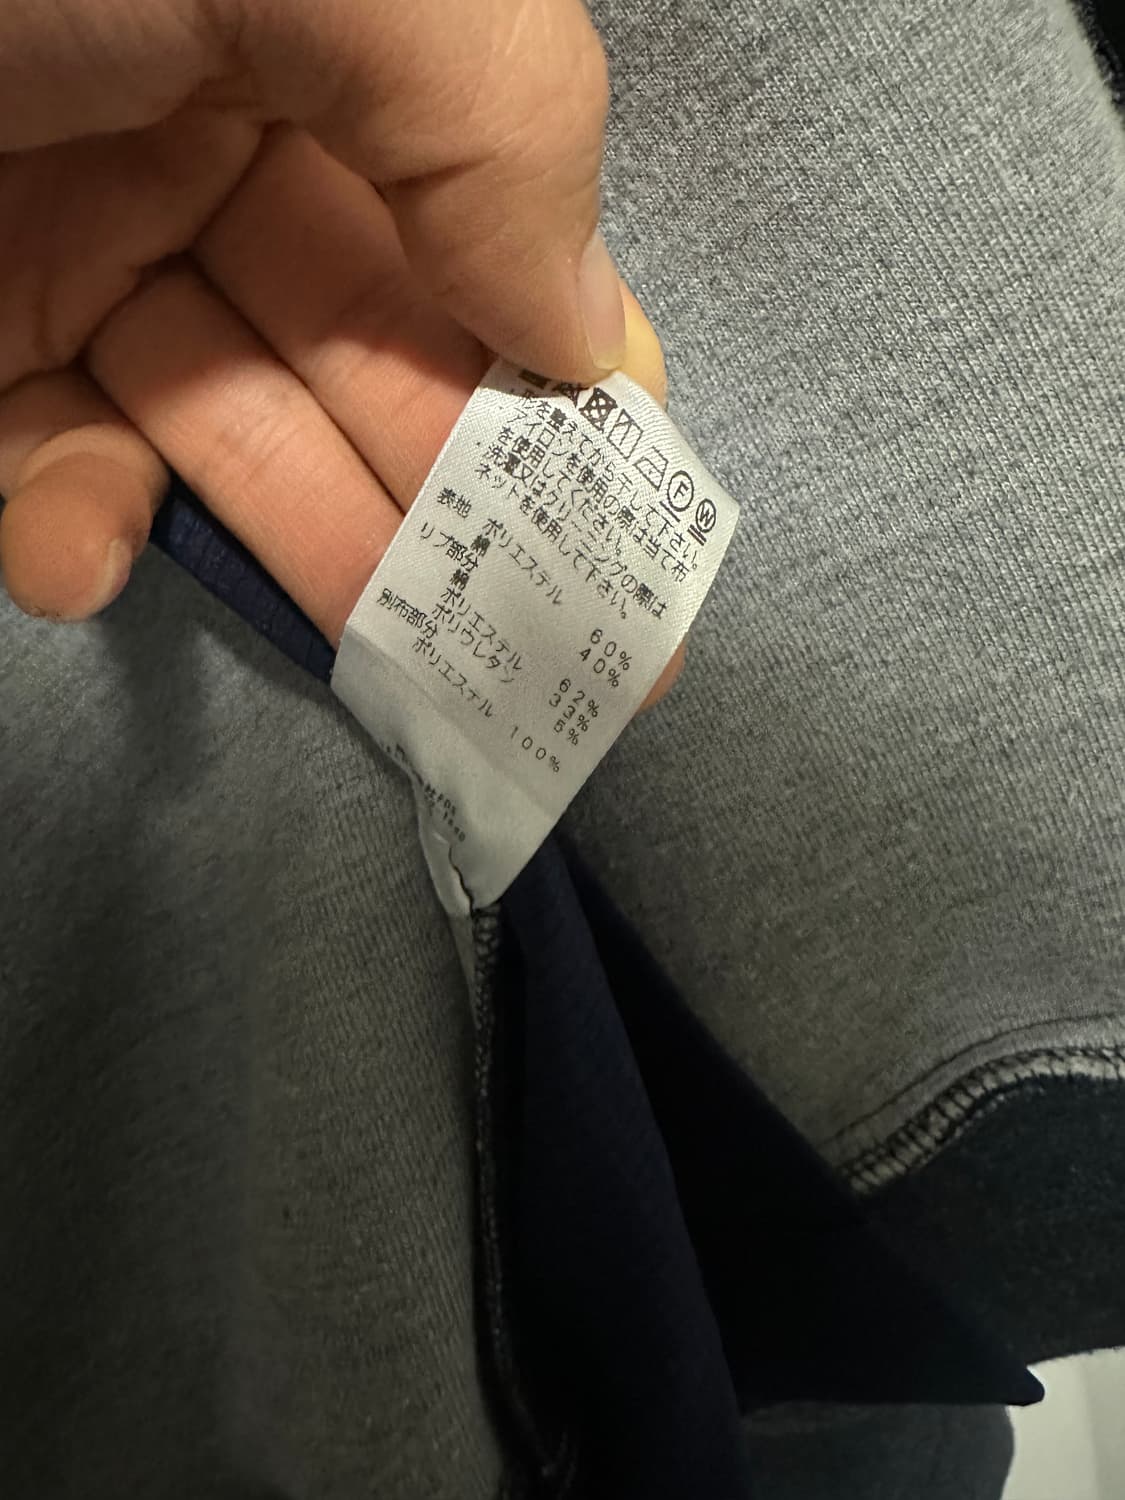 F W
形を整えてから干して下さい。
アイロンを使用の際は当て布
を使用してください。
洗濯又はクリーニングの際は
ネットを使用して下さい。
表地 ポリエステル 60%
綿 40%
リブ部分
綿 62%
ポリエステル 33%
ポリウレタン 5%
別布部分
ポリエステル 100%